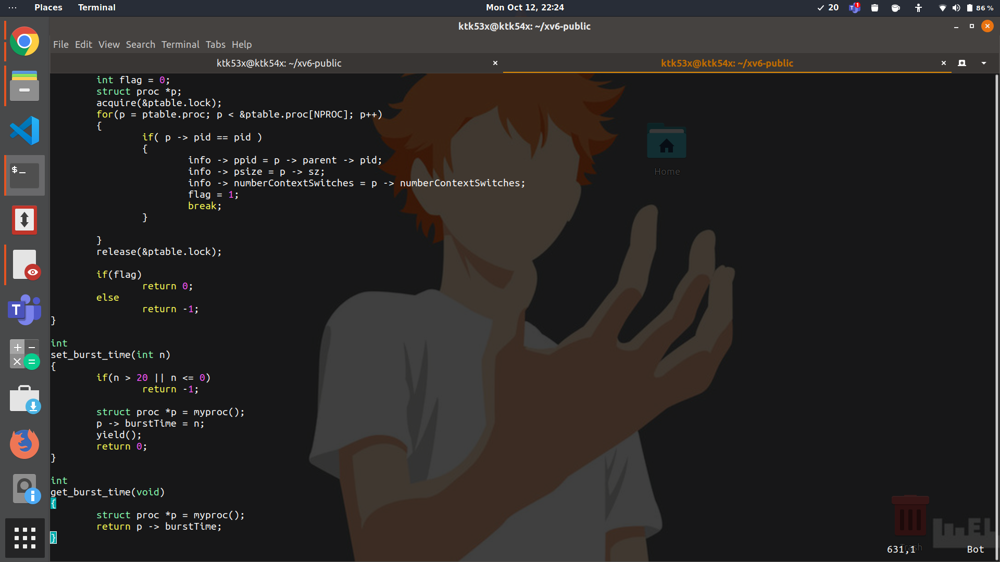 Places Terminal Mon Oct 12, 22:24 20 T 1 86 %
ktk53x@ktk54x: ~/xv6-public
File Edit View Search Terminal Tabs Help
ktk53x@ktk54x: ~/xv6-public ktk53x@ktk54x: ~/xv6-public
int flag = 0;
struct proc *p;
acquire(&ptable.lock);
for(p = ptable.proc; p < &ptable.proc[NPROC]; p++)
{
if( p -> pid == pid )
{
info -> ppid = p -> parent -> pid;
info -> psize = p -> sz;
info -> numberContextSwitches = p -> numberContextSwitches;
flag = 1;
break;
}
}
release(&ptable.lock);
if(flag)
return 0;
else
return -1;
}
int
set_burst_time(int n)
{
if(n > 20 || n <= 0)
return -1;
struct proc *p = myproc();
p -> burstTime = n;
yield();
return 0;
}
int
get_burst_time(void)
{
struct proc *p = myproc();
return p -> burstTime;
}
631,1 Bot
Home
Trash
$_
T